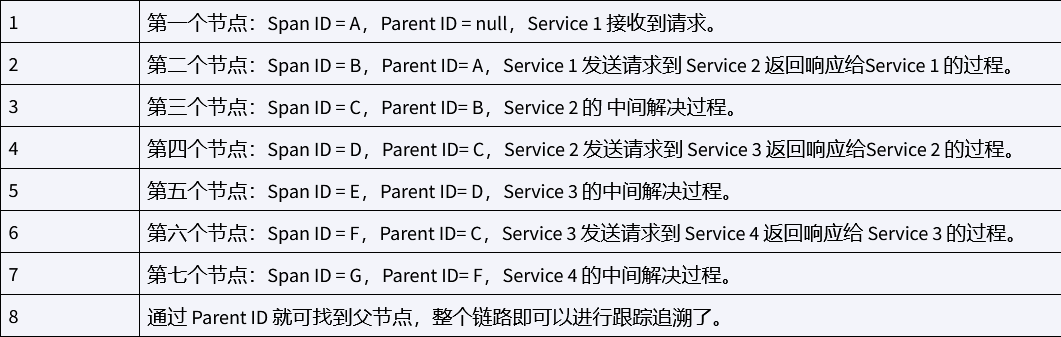 1 第一个节点：Span ID = A，Parent ID = null，Service 1 接收到请求。
2 第二个节点：Span ID = B，Parent ID= A，Service 1 发送请求到 Service 2 返回响应给Service 1 的过程。
3 第三个节点：Span ID = C，Parent ID= B，Service 2 的 中间解决过程。
4 第四个节点：Span ID = D，Parent ID= C，Service 2 发送请求到 Service 3 返回响应给Service 2 的过程。
5 第五个节点：Span ID = E，Parent ID= D，Service 3 的中间解决过程。
6 第六个节点：Span ID = F，Parent ID= C，Service 3 发送请求到 Service 4 返回响应给 Service 3 的过程。
7 第七个节点：Span ID = G，Parent ID= F，Service 4 的中间解决过程。
8 通过 Parent ID 就可找到父节点，整个链路即可以进行跟踪追溯了。